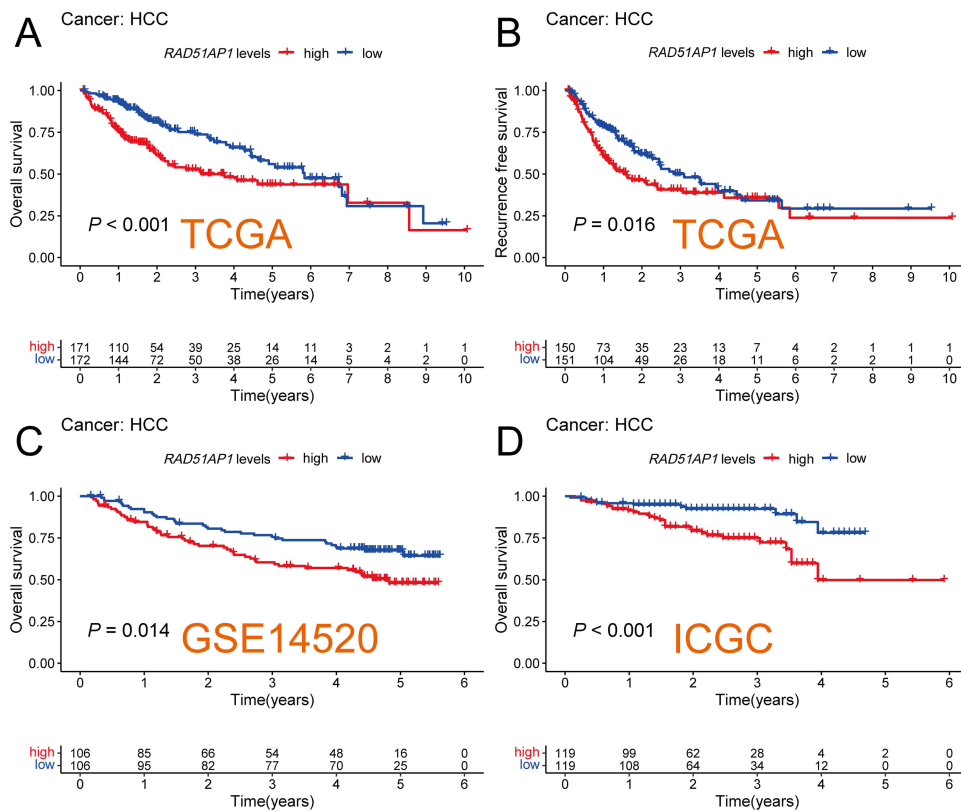 A
Cancer: HCC
RAD51AP1 levels high low
Overall survival
1.00
0.75
0.50
0.25
0.00
P < 0.001
TCGA
0 1 2 3 4 5 6 7 8 9 10
Time(years)
high 171 110 54 39 25 14 11 3 2 1 1
low 172 144 72 50 38 26 14 5 4 2 0
0 1 2 3 4 5 6 7 8 9 10
Time(years)
B
Cancer: HCC
RAD51AP1 levels high low
Recurrence free survival
1.00
0.75
0.50
0.25
0.00
P = 0.016
TCGA
0 1 2 3 4 5 6 7 8 9 10
Time(years)
high 150 73 35 23 13 7 4 2 1 1 1
low 151 104 49 26 18 11 6 2 2 1 0
0 1 2 3 4 5 6 7 8 9 10
Time(years)
C
Cancer: HCC
RAD51AP1 levels high low
Overall survival
1.00
0.75
0.50
0.25
0.00
P = 0.014
GSE14520
0 1 2 3 4 5 6
Time(years)
high 106 85 66 54 48 16 0
low 106 95 82 77 70 25 0
0 1 2 3 4 5 6
Time(years)
D
Cancer: HCC
RAD51AP1 levels high low
Overall survival
1.00
0.75
0.50
0.25
0.00
P < 0.001
ICGC
0 1 2 3 4 5 6
Time(years)
high 119 99 62 28 4 2 0
low 119 108 64 34 12 0 0
0 1 2 3 4 5 6
Time(years)